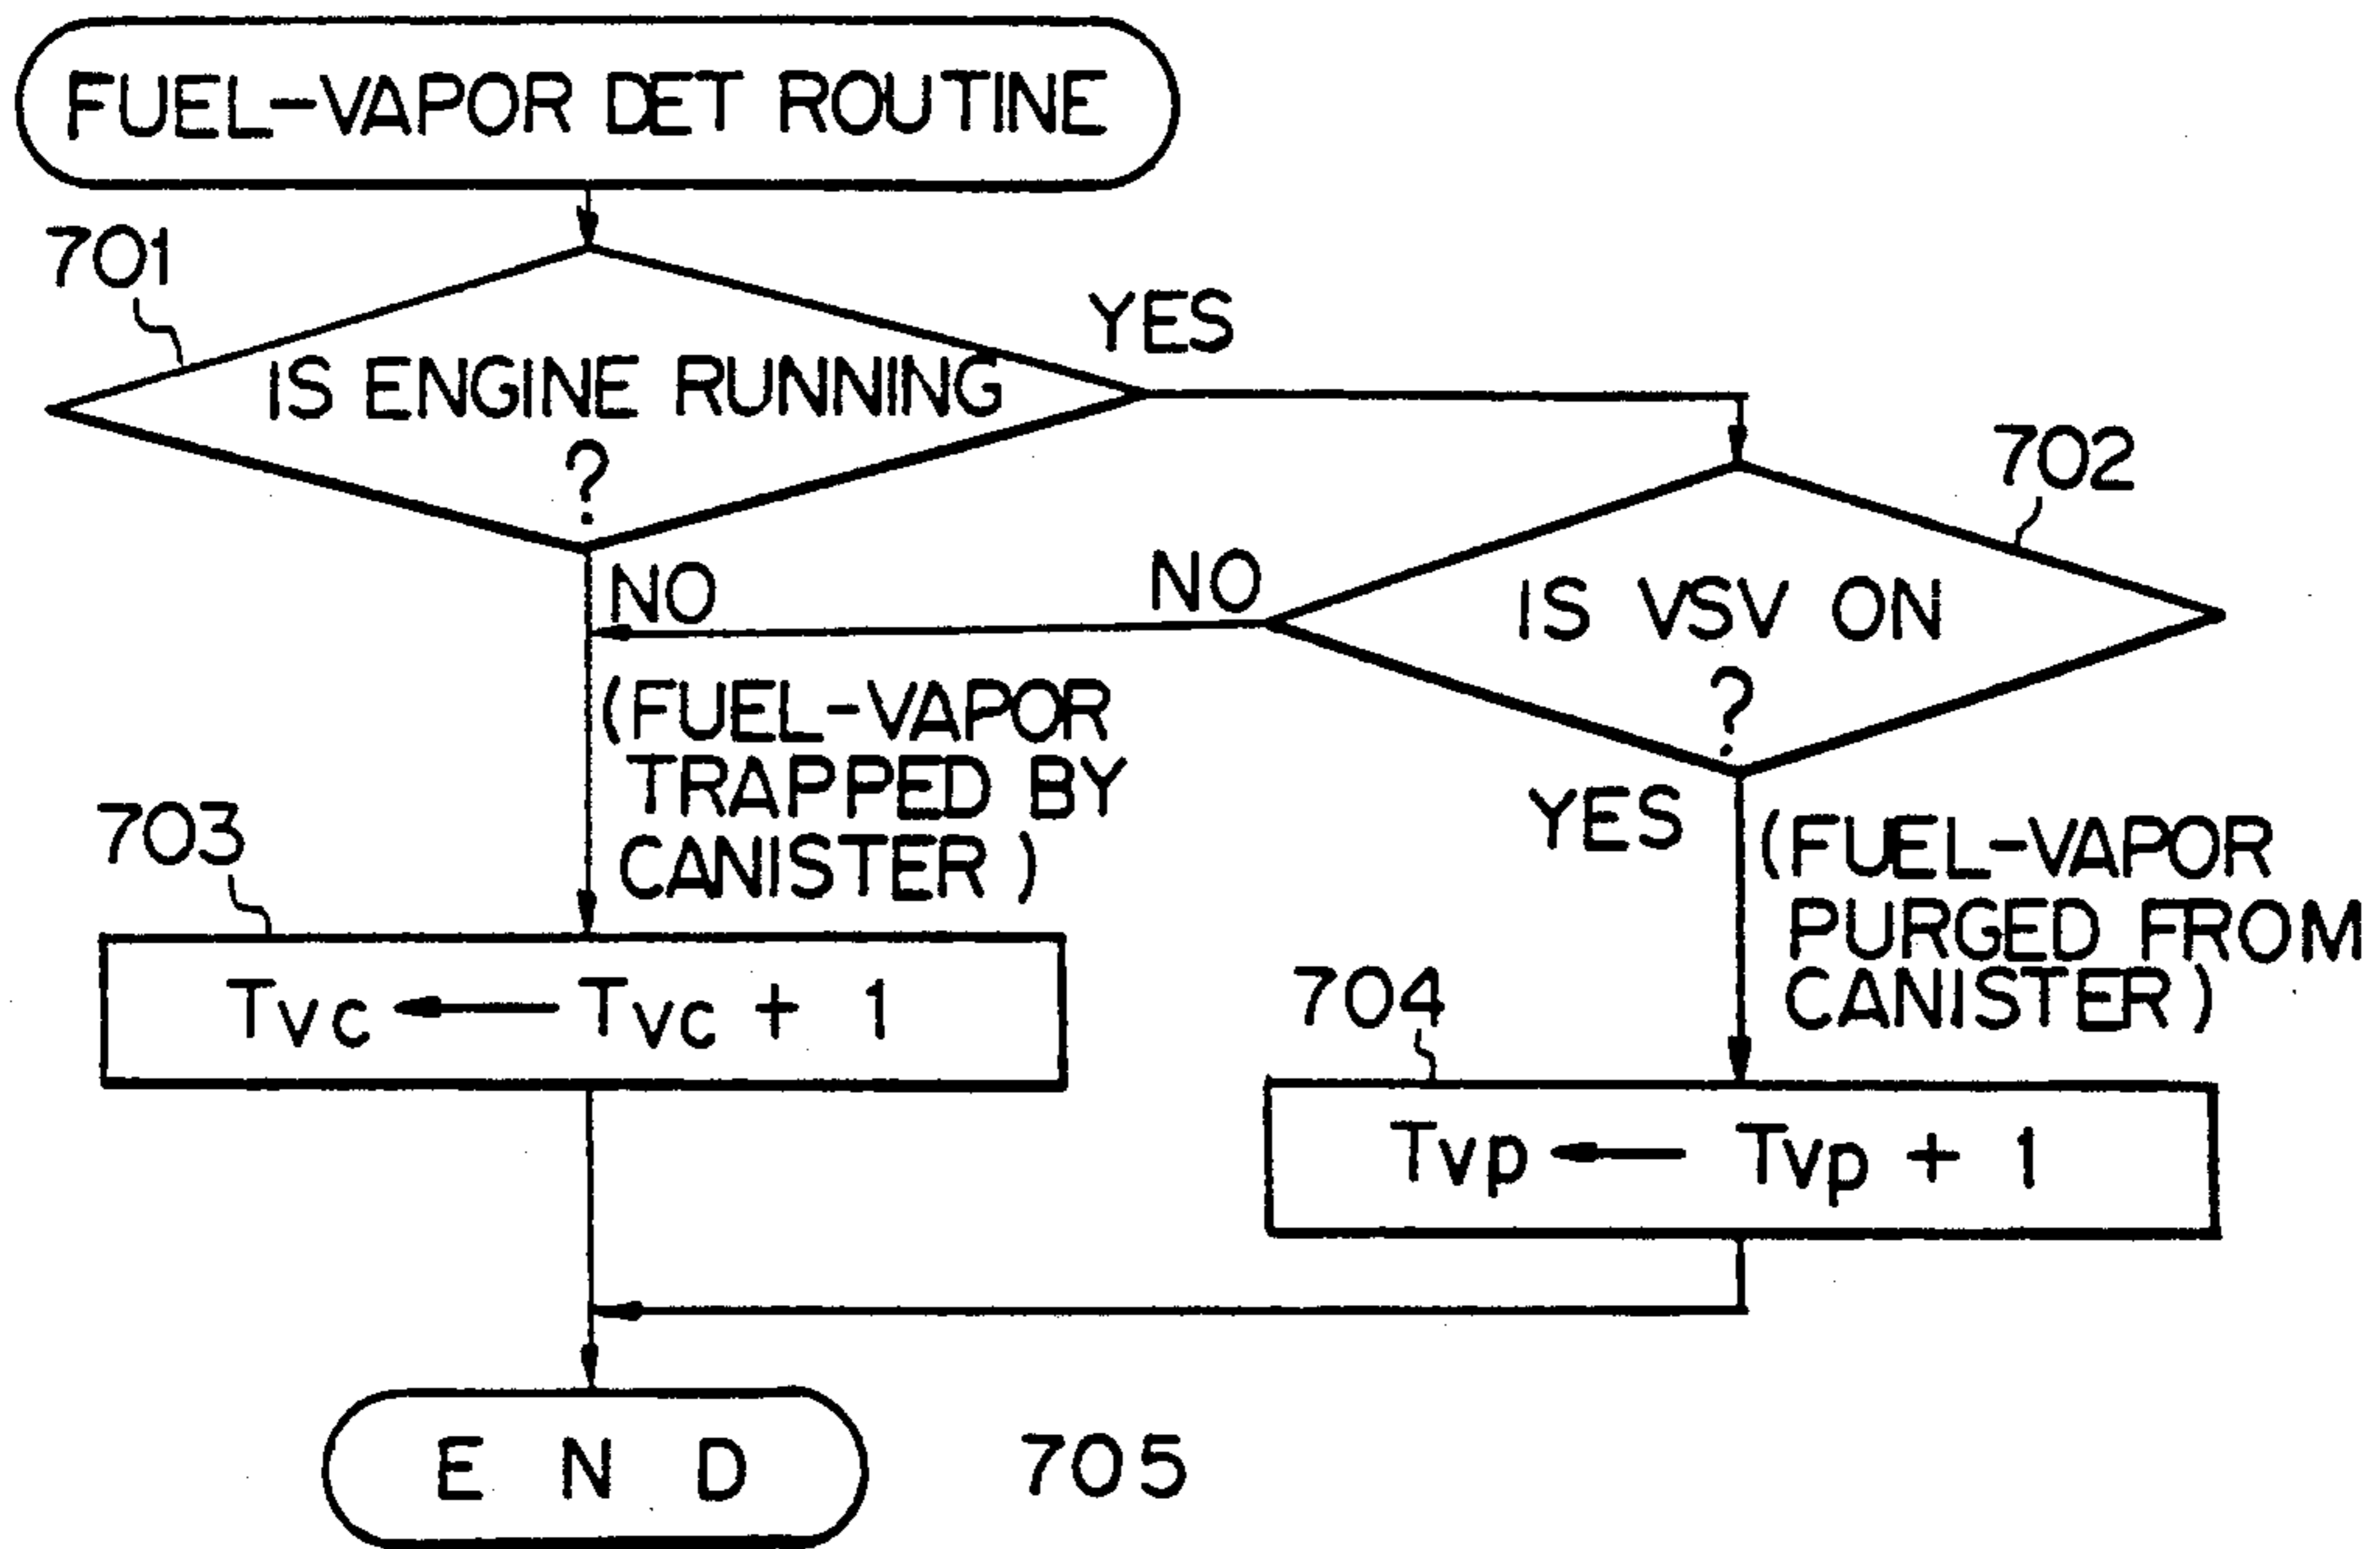 FUEL-VAPOR DET ROUTINE
701
IS ENGINE RUNNING
?
YES
702
IS VSV ON
?
NO
NO
(FUEL-VAPOR
TRAPPED BY
CANISTER)
YES
(FUEL-VAPOR
PURGED FROM
CANISTER)
703
Tvc ← Tvc + 1
704
Tvp ← Tvp + 1
END
705